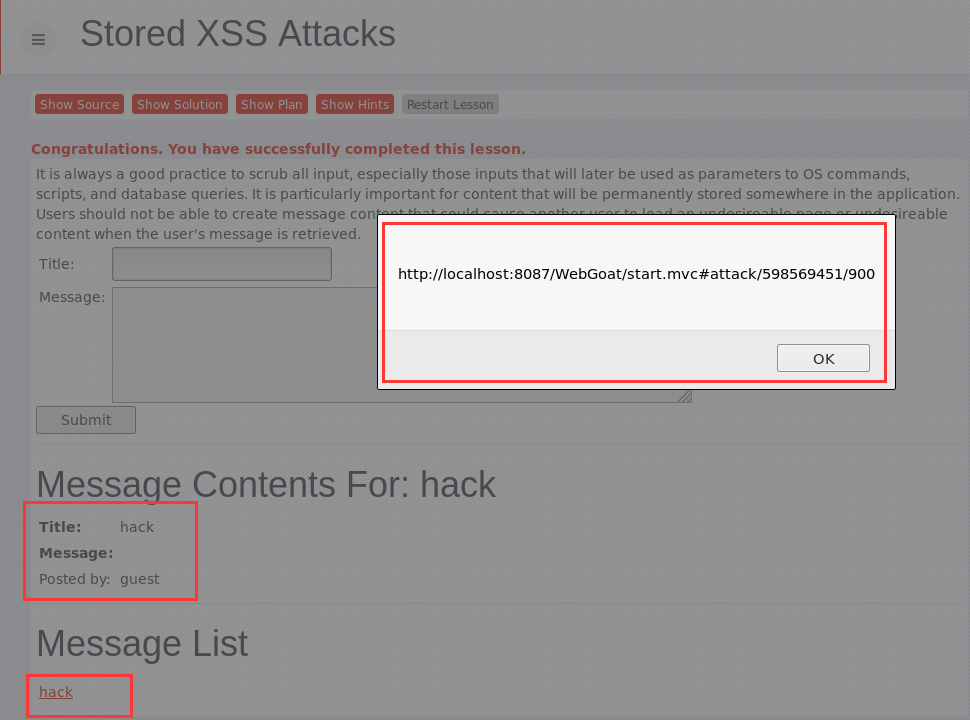 Stored XSS Attacks
Show Source Show Solution Show Plan Show Hints Restart Lesson
Congratulations. You have successfully completed this lesson.
It is always a good practice to scrub all input, especially those inputs that will later be used as parameters to OS commands,
scripts, and database queries. It is particularly important for content that will be permanently stored somewhere in the application.
Users should not be able to create message content that could cause another user to load an undesireable page or undesireable
content when the user's message is retrieved.
Title:
Message:
http://localhost:8087/WebGoat/start.mvc#attack/598569451/900
OK
Submit
Message Contents For: hack
Title: hack
Message:
Posted by: guest
Message List
hack